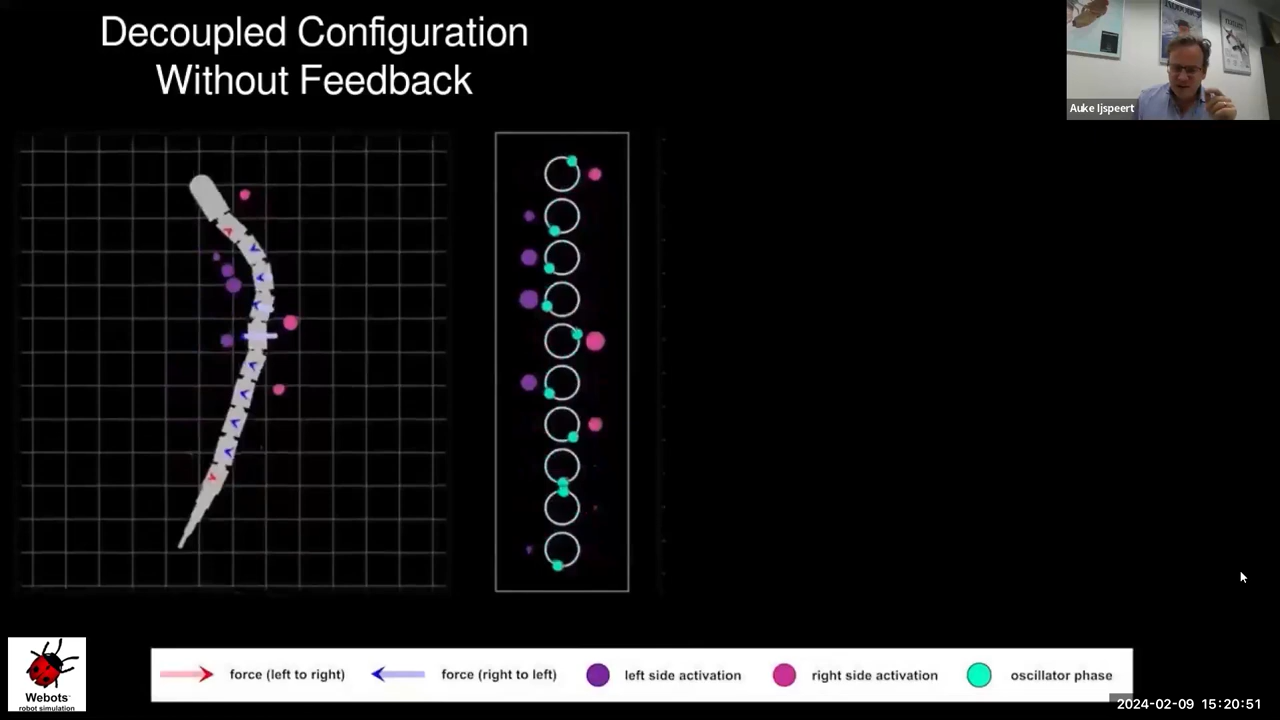 Decoupled Configuration
Without Feedback
Auke Ijspeert
Webots
robot simulation
force (left to right)
force (right to left)
left side activation
right side activation
oscillator phase
2024-02-09 15:20:51